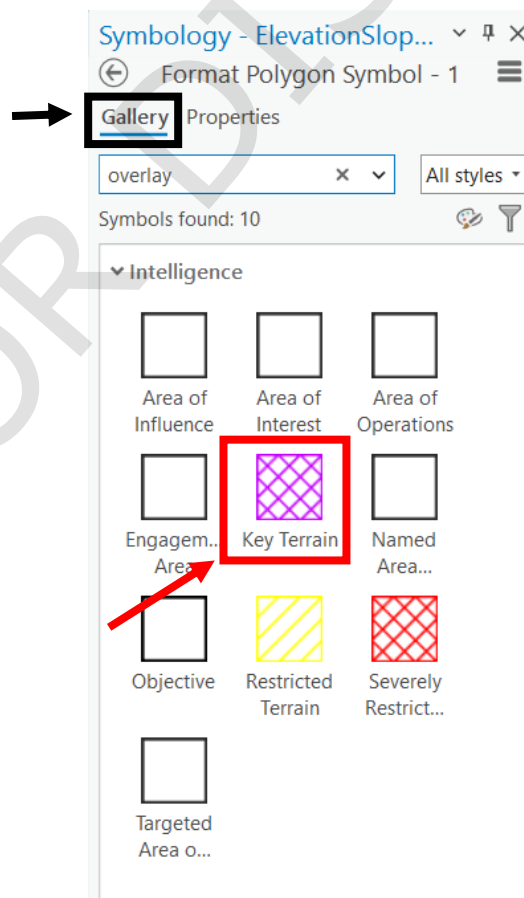 Symbology - ElevationSlop...
Format Polygon Symbol - 1
Gallery Properties
overlay
All styles
Symbols found: 10
Intelligence
Area of Influence
Area of Interest
Area of Operations
Engagem... Area
Key Terrain
Named Area...
Objective
Restricted Terrain
Severely Restrict...
Targeted Area o...